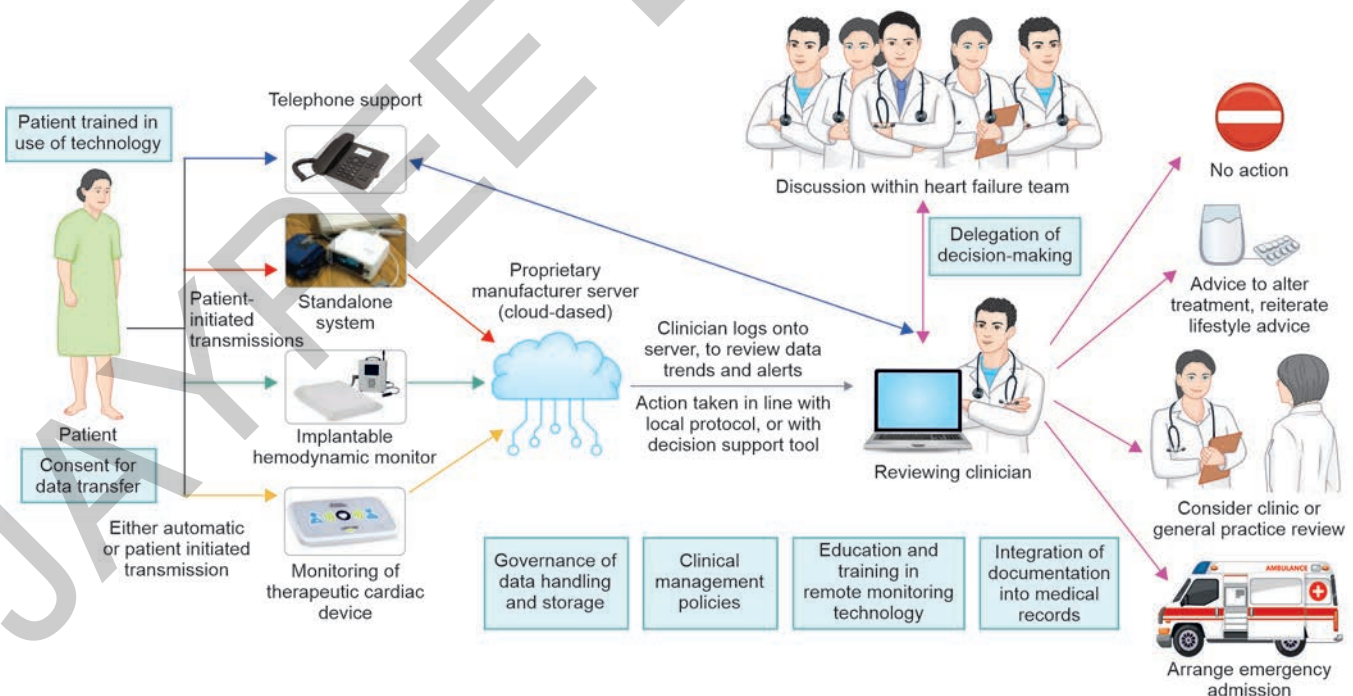 JAYPEE
Telephone support
Patient trained in
use of technology
Patient
Consent for
data transfer
Patient-
initiated
transmissions
Either automatic
or patient initiated
transmission
Standalone
system
Implantable
hemodynamic monitor
Monitoring of
therapeutic cardiac
device
Proprietary
manufacturer server
(cloud-dased)
Clinician logs onto
server, to review data
trends and alerts
Action taken in line with
local protocol, or with
decision support tool
Discussion within heart failure team
Delegation of
decision-making
Reviewing clinician
No action
Advice to alter
treatment, reiterate
lifestyle advice
Consider clinic or
general practice review
AMBULANCE
Arrange emergency
admission
Governance of
data handling
and storage
Clinical
management
policies
Education and
training in
remote monitoring
technology
Integration of
documentation
into medical
records